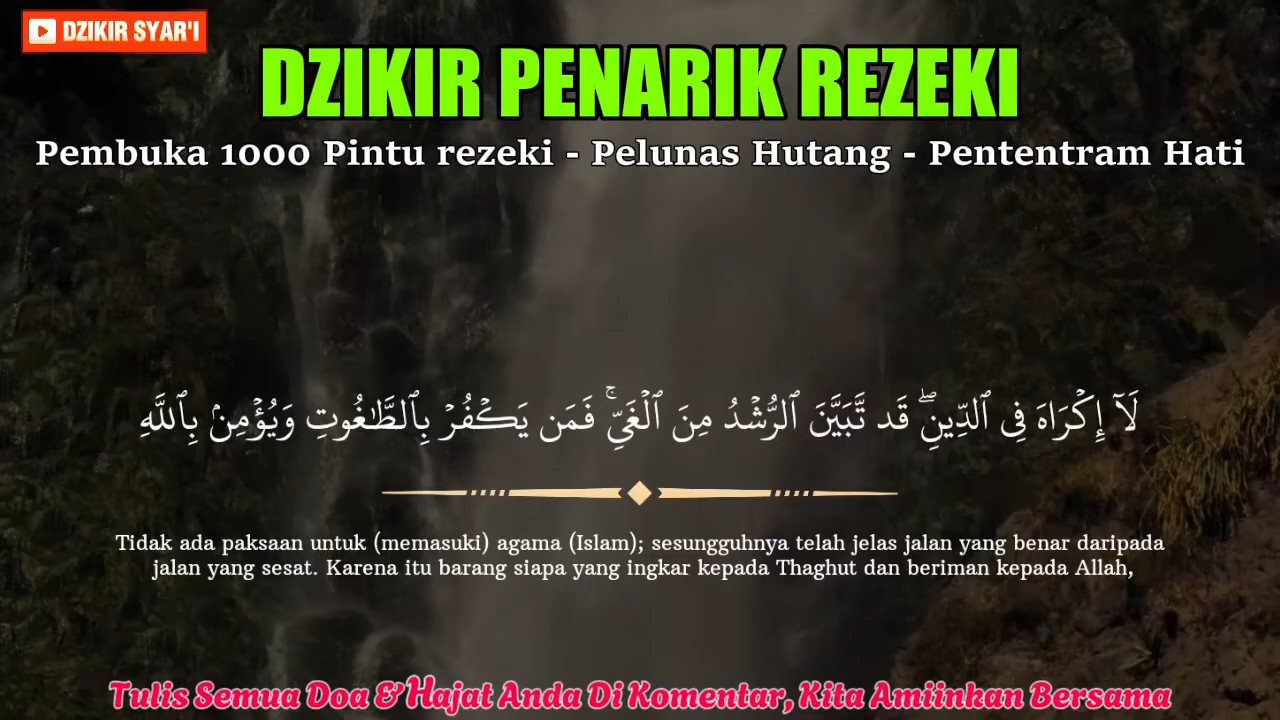 DZIKIR SYAR'I
DZIKIR PENARIK REZEKI
Pembuka 1000 Pintu rezeki - Pelunas Hutang - Pententram Hati
لَآ إِكْرَاهَ فِى ٱلدِّينِ ۖ قَد تَّبَيَّنَ ٱلرُّشْدُ مِنَ ٱلْغَىِّ ۚ فَمَن يَكْفُرْ بِٱلطَّـٰغُوتِ وَيُؤْمِنۢ بِٱللَّهِ
Tidak ada paksaan untuk (memasuki) agama (Islam); sesungguhnya telah jelas jalan yang benar daripada
jalan yang sesat. Karena itu barang siapa yang ingkar kepada Thaghut dan beriman kepada Allah,
Tulis Semua Doa & Hajat Anda Di Komentar, Kita Amiinkan Bersama